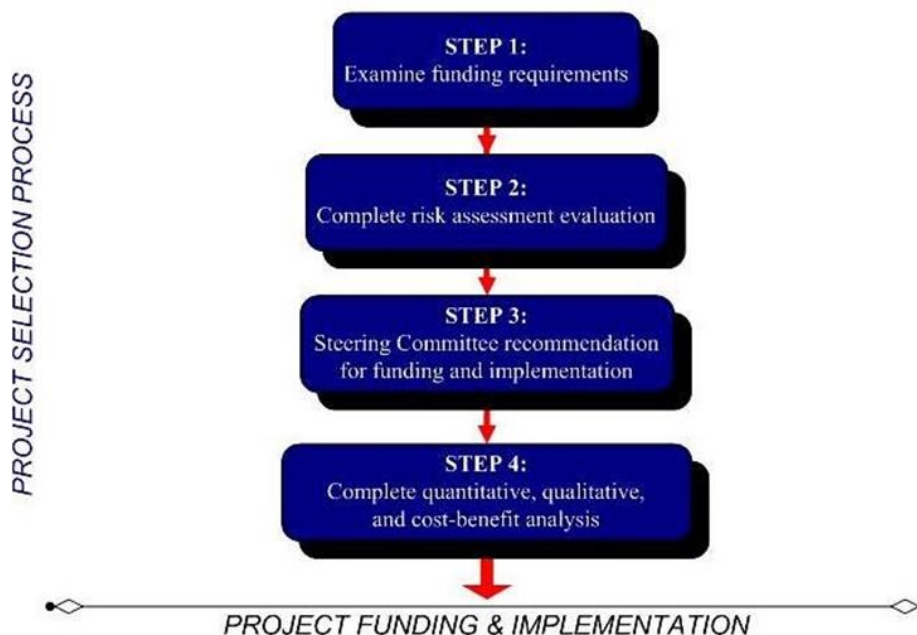 PROJECT SELECTION PROCESS
STEP 1:
Examine funding requirements
STEP 2:
Complete risk assessment evaluation
STEP 3:
Steering Committee recommendation
for funding and implementation
STEP 4:
Complete quantitative, qualitative,
and cost-benefit analysis
PROJECT FUNDING & IMPLEMENTATION